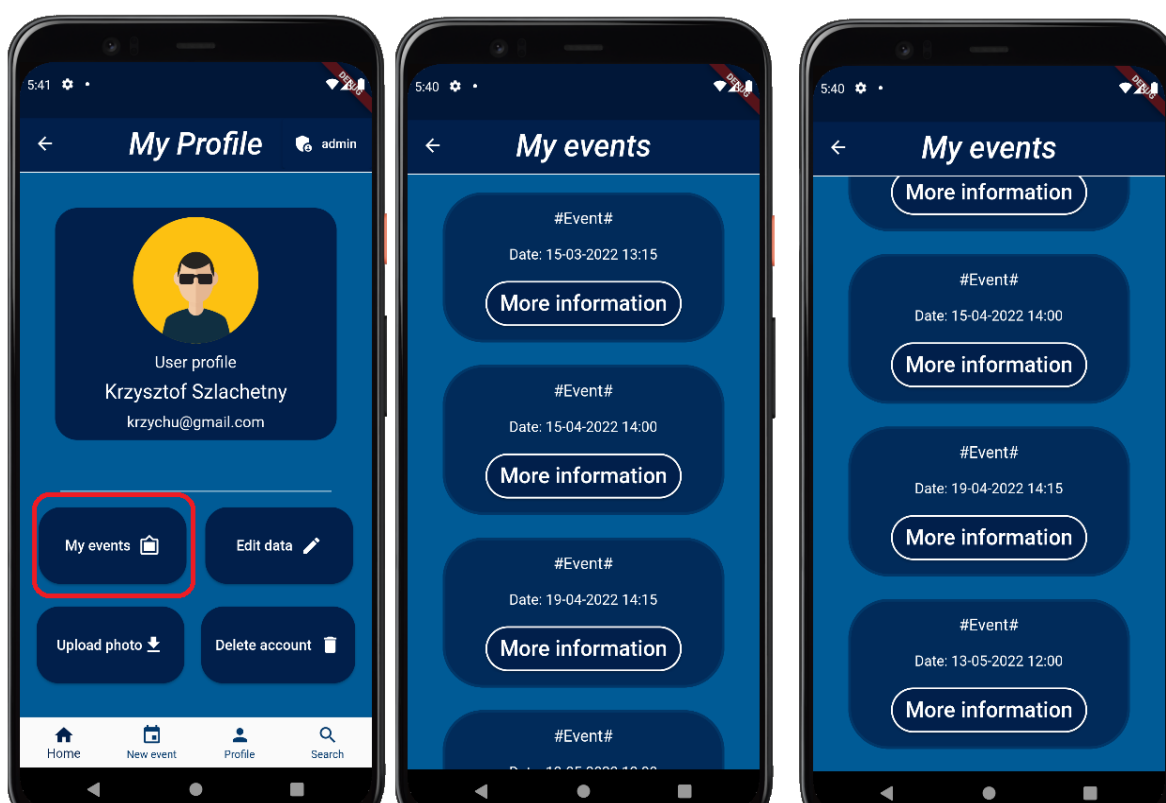 5:41
DEBUG
My Profile
admin
User profile
Krzysztof Szlachetny
krzychu@gmail.com
My events
Edit data
Upload photo
Delete account
Home
New event
Profile
Search
5:40
DEBUG
My events
#Event#
Date: 15-03-2022 13:15
More information
#Event#
Date: 15-04-2022 14:00
More information
#Event#
Date: 19-04-2022 14:15
More information
#Event#
5:40
DEBUG
My events
More information
#Event#
Date: 15-04-2022 14:00
More information
#Event#
Date: 19-04-2022 14:15
More information
#Event#
Date: 13-05-2022 12:00
More information